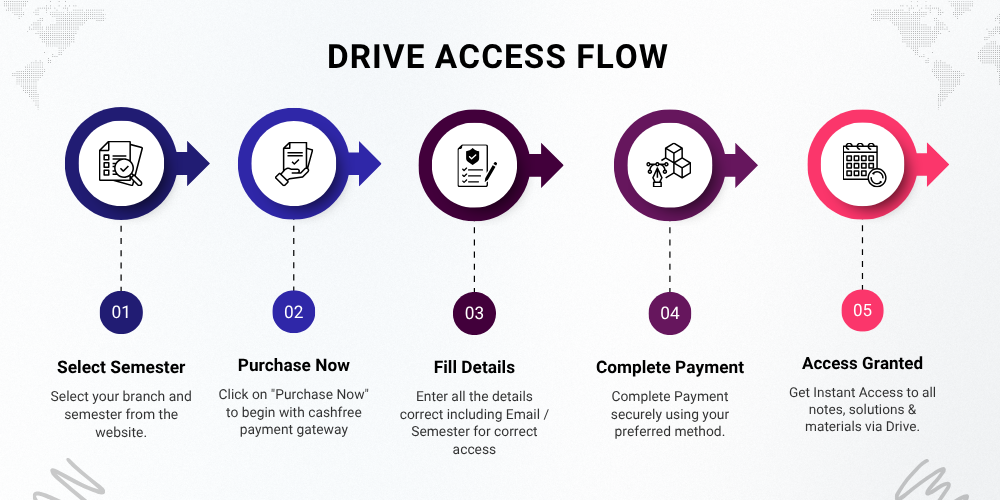 DRIVE ACCESS FLOW
01
Select Semester
Select your branch and
semester from the
website.
02
Purchase Now
Click on "Purchase Now"
to begin with cashfree
payment gateway
03
Fill Details
Enter all the details
correct including Email /
Semester for correct
access
04
Complete Payment
Complete Payment
securely using your
preferred method.
05
Access Granted
Get Instant Access to all
notes, solutions &
materials via Drive.